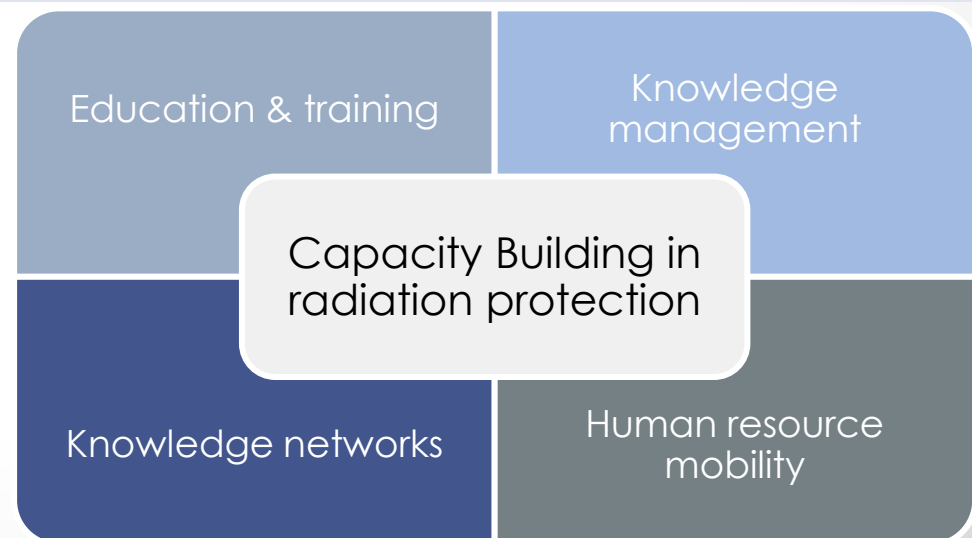 Education & training
Knowledge
management
Capacity Building in
radiation protection
Knowledge networks
Human resource
mobility